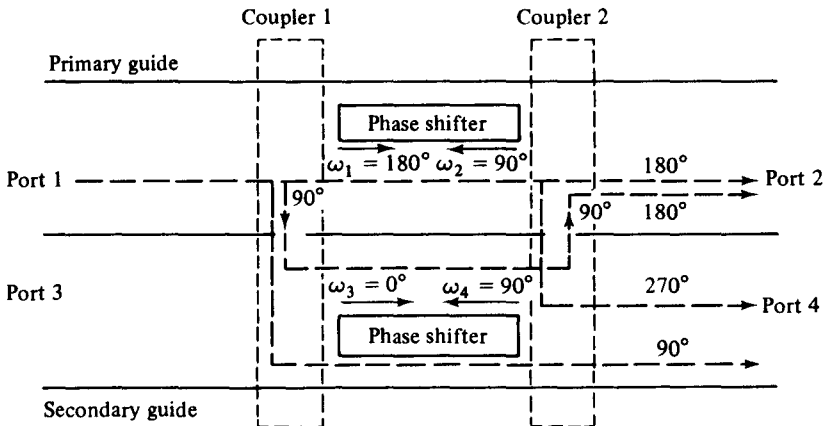 Coupler 1
Coupler 2
Primary guide
Phase shifter
ω₁ = 180°
ω₂ = 90°
Port 1
180°
Port 2
90°
90°
180°
Port 3
ω₃ = 0°
ω₄ = 90°
270°
Port 4
Phase shifter
90°
Secondary guide